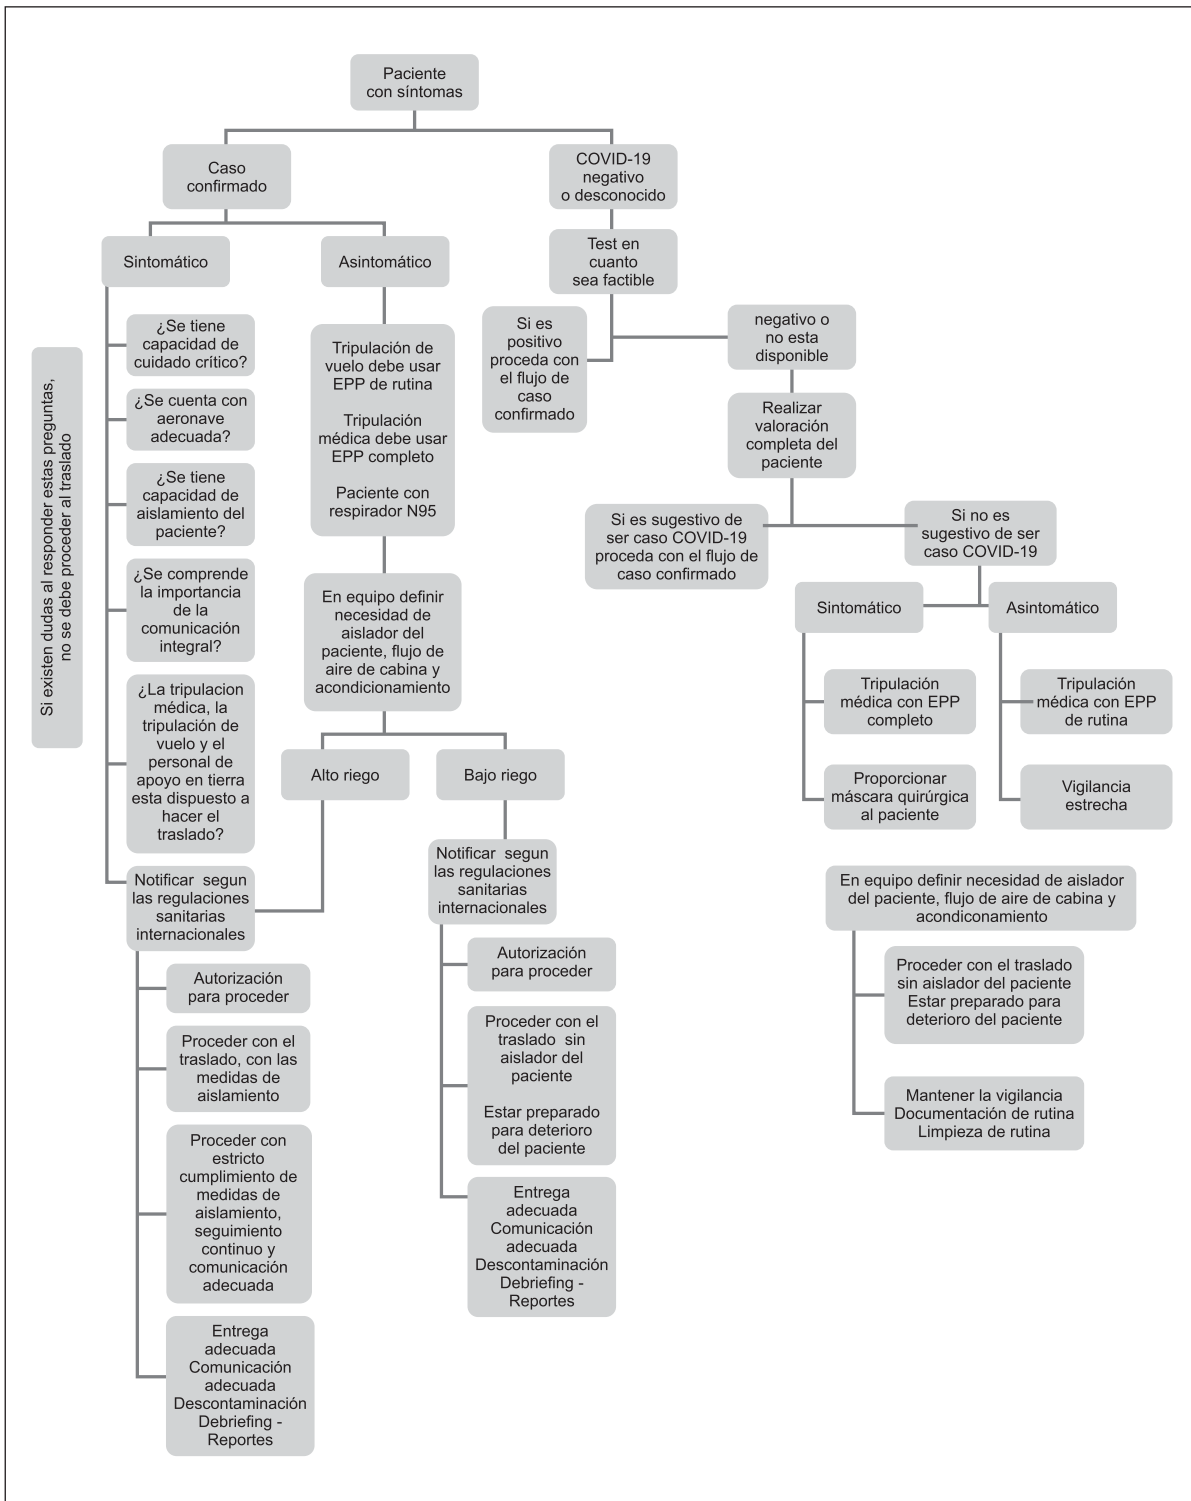 Paciente
con síntomas
Caso
confirmado
COVID-19
negativo
o desconocido
Sintomático
Asintomático
Test en
cuanto
sea factible
Si existen dudas al responder estas preguntas,
no se debe proceder al traslado
¿Se tiene
capacidad de
cuidado crítico?
¿Se cuenta con
aeronave
adecuada?
¿Se tiene
capacidad de
aislamiento del
paciente?
¿Se comprende
la importancia
de la
comunicación
integral?
¿La tripulacion
médica, la
tripulación de
vuelo y el
personal de
apoyo en tierra
esta dispuesto a
hacer el
traslado?
Notificar segun
las regulaciones
sanitarias
internacionales
Autorización
para proceder
Proceder con el
traslado, con las
medidas de
aislamiento
Proceder con
estricto
cumplimiento de
medidas de
aislamiento,
seguimiento
continuo y
comunicación
adecuada
Entrega
adecuada
Comunicación
adecuada
Descontaminación
Debriefing -
Reportes
Tripulación de
vuelo debe usar
EPP de rutina
Tripulación
médica debe usar
EPP completo
Paciente con
respirador N95
En equipo definir
necesidad de
aislador del
paciente, flujo de
aire de cabina y
acondicionamiento
Alto riego
Bajo riego
Notificar segun
las regulaciones
sanitarias
internacionales
Autorización
para proceder
Proceder con el
traslado sin
aislador del
paciente
Estar preparado
para deterioro
del paciente
Entrega
adecuada
Comunicación
adecuada
Descontaminación
Debriefing -
Reportes
Si es
positivo
proceda con
el flujo de
caso
confirmado
negativo o
no esta
disponible
Realizar
valoración
completa del
paciente
Si es sugestivo de
ser caso COVID-19
proceda con el flujo de
caso confirmado
Si no es
sugestivo de ser
caso COVID-19
Sintomático
Asintomático
Tripulación
médica con EPP
completo
Proporcionar
máscara quirúrgica
al paciente
Tripulación
médica con EPP
de rutina
Vigilancia
estrecha
En equipo definir necesidad de aislador
del paciente, flujo de aire de cabina y
acondiconamiento
Proceder con el traslado
sin aislador del paciente
Estar preparado para
deterioro del paciente
Mantener la vigilancia
Documentación de rutina
Limpieza de rutina